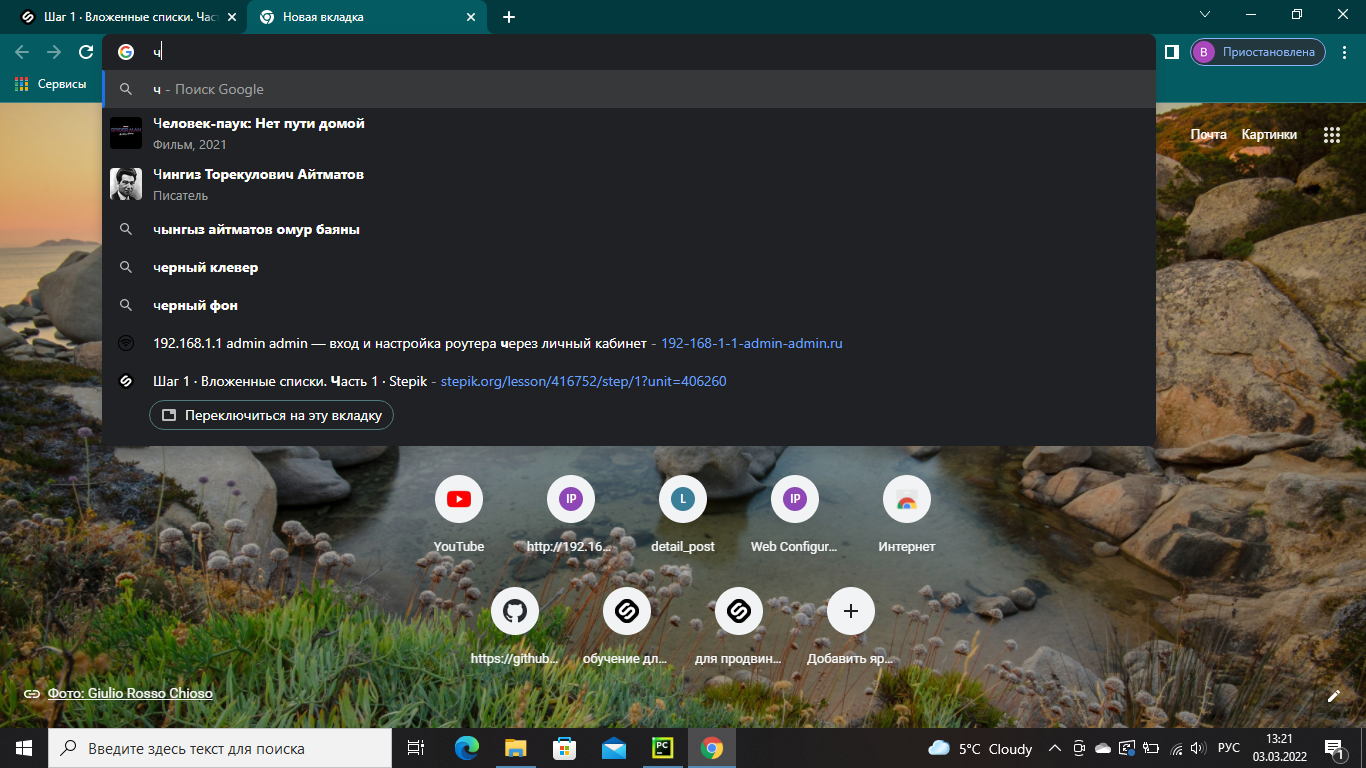 Шаг 1 · Вложенные списки. Част
Новая вкладка
ч
В
Приостановлена
Сервисы
ч - Поиск Google
Человек-паук: Нет пути домой
Фильм, 2021
Чингиз Торекулович Айтматов
Писатель
чынгыз айтматов омур баяны
черный клевер
черный фон
192.168.1.1 admin admin — вход и настройка роутера через личный кабинет - 192-168-1-1-admin-admin.ru
Шаг 1 · Вложенные списки. Часть 1 · Stepik - stepik.org/lesson/416752/step/1?unit=406260
Переключиться на эту вкладку
Почта Картинки
IP L IP
YouTube http://192.16... detail_post Web Configur... Интернет
https://github... обучение дл... для продвин... Добавить яр...
Фото: Giulio Rosso Chioso
Введите здесь текст для поиска
PC
5°C Cloudy
РУС
13:21
03.03.2022
1